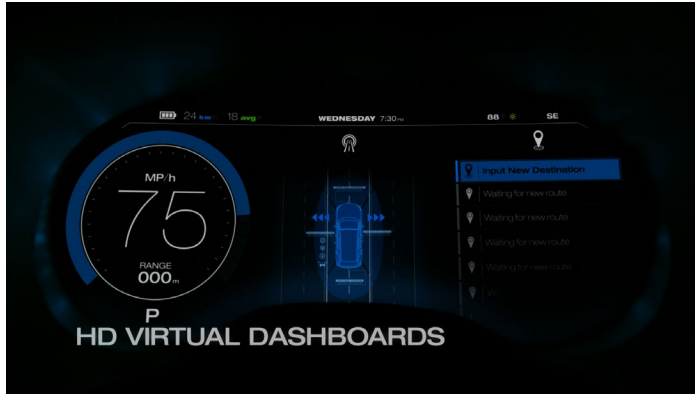 24 kw 18 avg WEDNESDAY 7:30 PM 88 SE
MP/h
75
RANGE
000m
P
Input New Destination
Waiting for new route
Waiting for new route
Waiting for new route
Waiting for new route
HD VIRTUAL DASHBOARDS